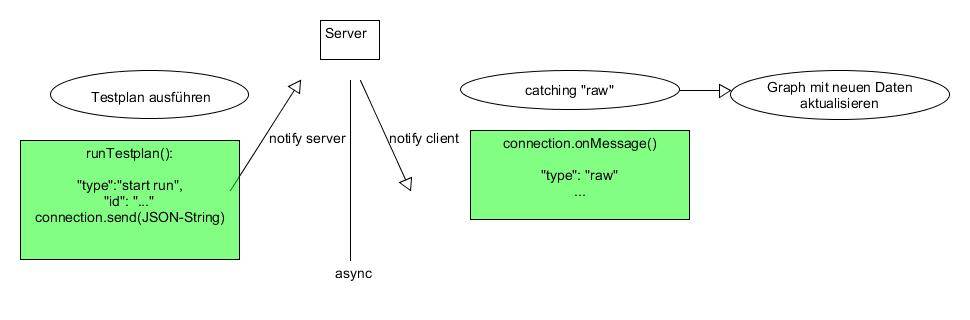 Server
Testplan ausführen
catching "raw"
Graph mit neuen Daten
aktualisieren
notify server
notify client
runTestplan():
"type":"start run",
"id": "..."
connection.send(JSON-String)
connection.onMessage()
"type": "raw"
...
async